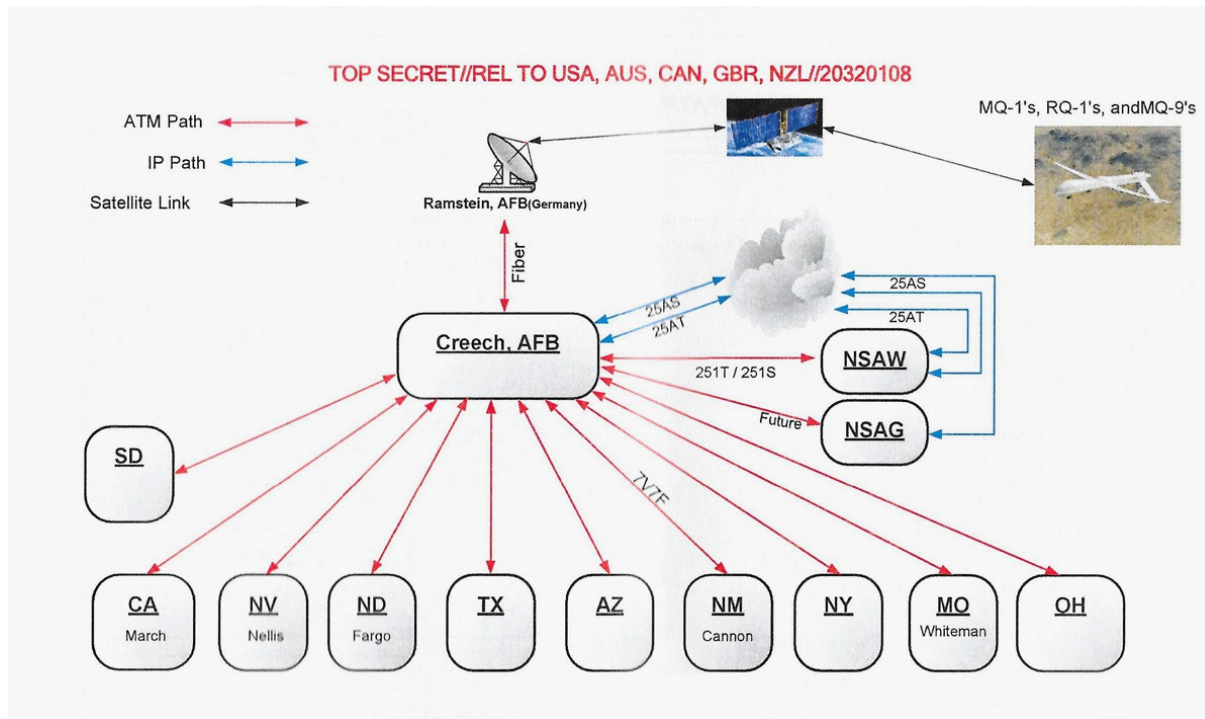 TOP SECRET//REL TO USA, AUS, CAN, GBR, NZL//20320108
ATM Path
IP Path
Satellite Link
MQ-1's, RQ-1's, andMQ-9's
Ramstein, AFB(Germany)
Fiber
25AS
25AT
25AS
25AT
Creech, AFB
251T / 251S
NSAW
Future
NSAG
SD
7V7F
CA
March
NV
Nellis
ND
Fargo
TX
AZ
NM
Cannon
NY
MO
Whiteman
OH